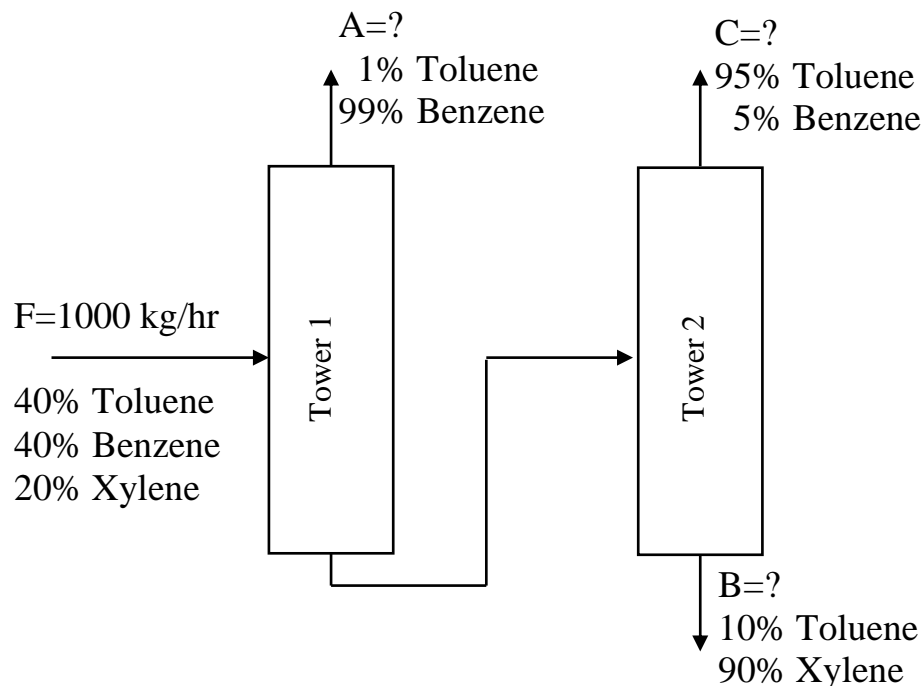 A=?
1% Toluene
99% Benzene
C=?
95% Toluene
5% Benzene
F=1000 kg/hr
40% Toluene
40% Benzene
20% Xylene
Tower 1
Tower 2
B=?
10% Toluene
90% Xylene